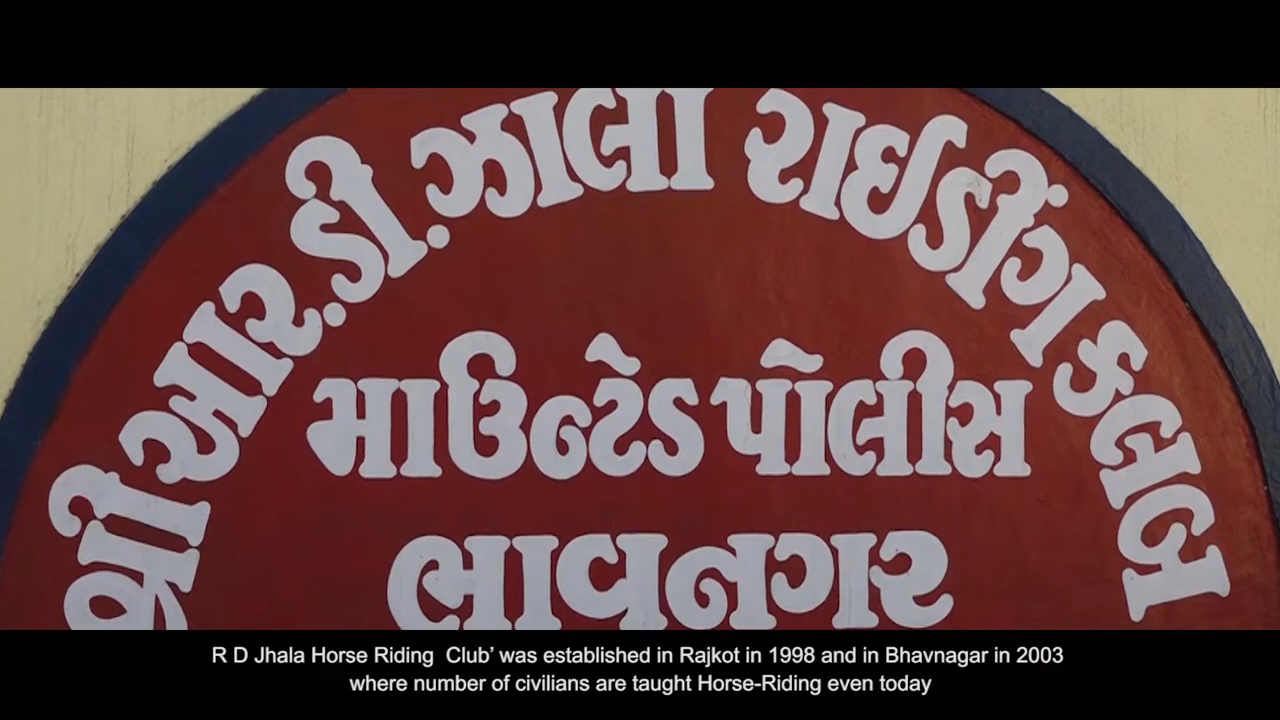 શ્રી આર.ડી.ઝાલા રાઈડીંગ કલબ
માઉન્ટેડ પોલીસ
ભાવનગર
R D Jhala Horse Riding Club’ was established in Rajkot in 1998 and in Bhavnagar in 2003
where number of civilians are taught Horse-Riding even today